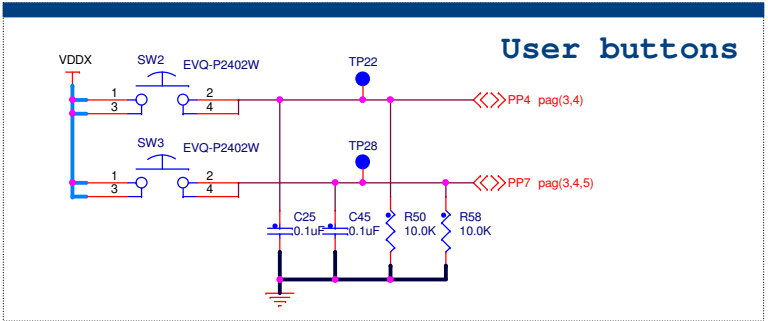 User buttons
VDDX
SW2
EVQ-P2402W
TP22
1
2
3
4
PP4 pag(3,4)
SW3
EVQ-P2402W
TP28
1
2
3
4
PP7 pag(3,4,5)
C25
0.1uF
C45
0.1uF
R50
10.0K
R58
10.0K